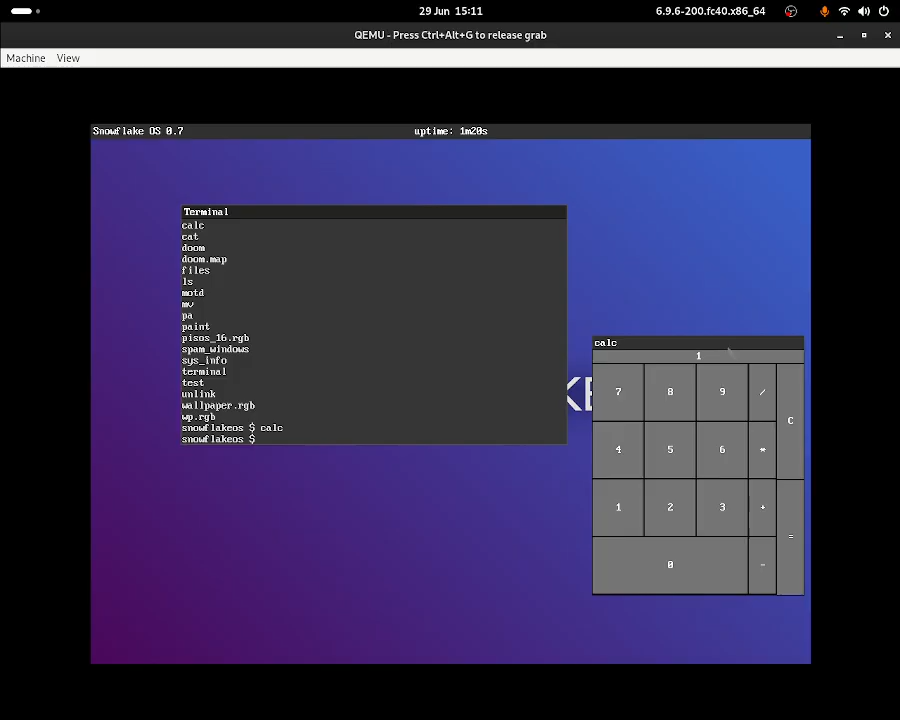 29 Jun 15:11
6.9.6-200.fc40.x86_64
QEMU - Press Ctrl+Alt+G to release grab
Machine View
Snowflake OS 0.7
uptime: 1m20s
Terminal
calc
cat
doom
doom.map
files
ls
motd
mv
pa
paint
pisos_16.rgb
spam_windows
sys_info
terminal
test
unlink
wallpaper.rgb
wp.rgb
snowflakeos $ calc
snowflakeos $
KE
calc
1
7 8 9 / C
4 5 6 *
1 2 3 + =
0 -